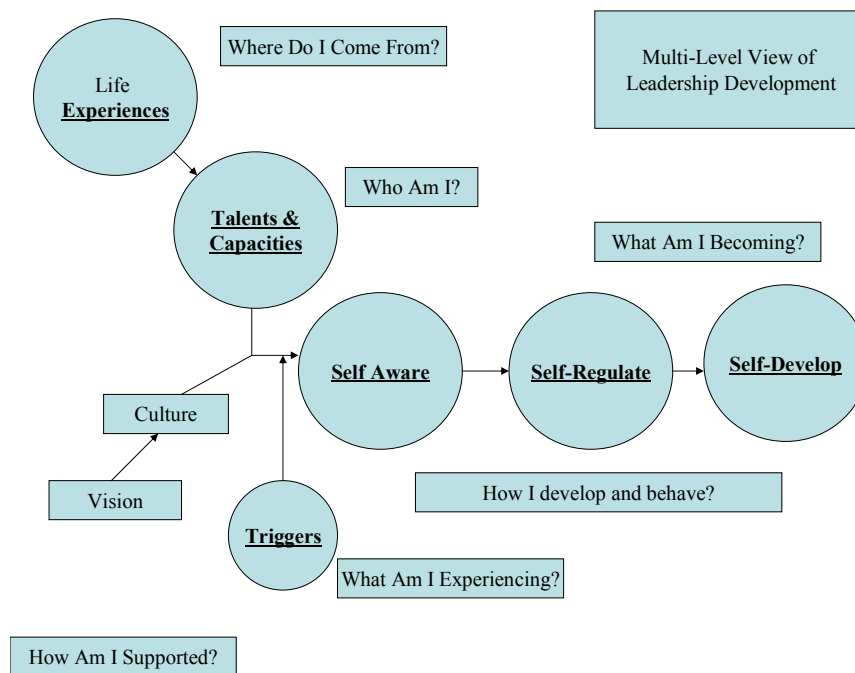 Where Do I Come From?
Multi-Level View of
Leadership Development
Life
Experiences
Who Am I?
Talents &
Capacities
What Am I Becoming?
Self Aware
Self-Regulate
Self-Develop
Culture
Vision
How I develop and behave?
Triggers
What Am I Experiencing?
How Am I Supported?